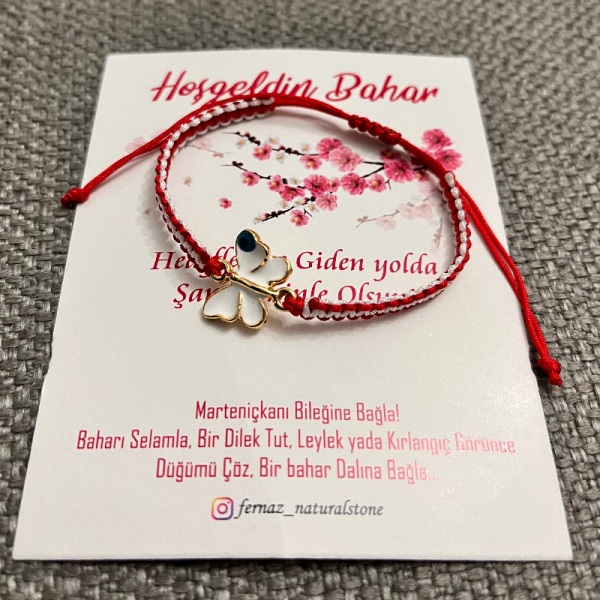 Hoşgeldin Bahar
Giden yolda
Marteniçkanı Bileğine Bağla!
Baharı Selamla, Bir Dilek Tut, Leylek yada Kırlangıç Görünce
Düğümü Çöz, Bir bahar Dalına Bağla...
fernaz_naturalstone